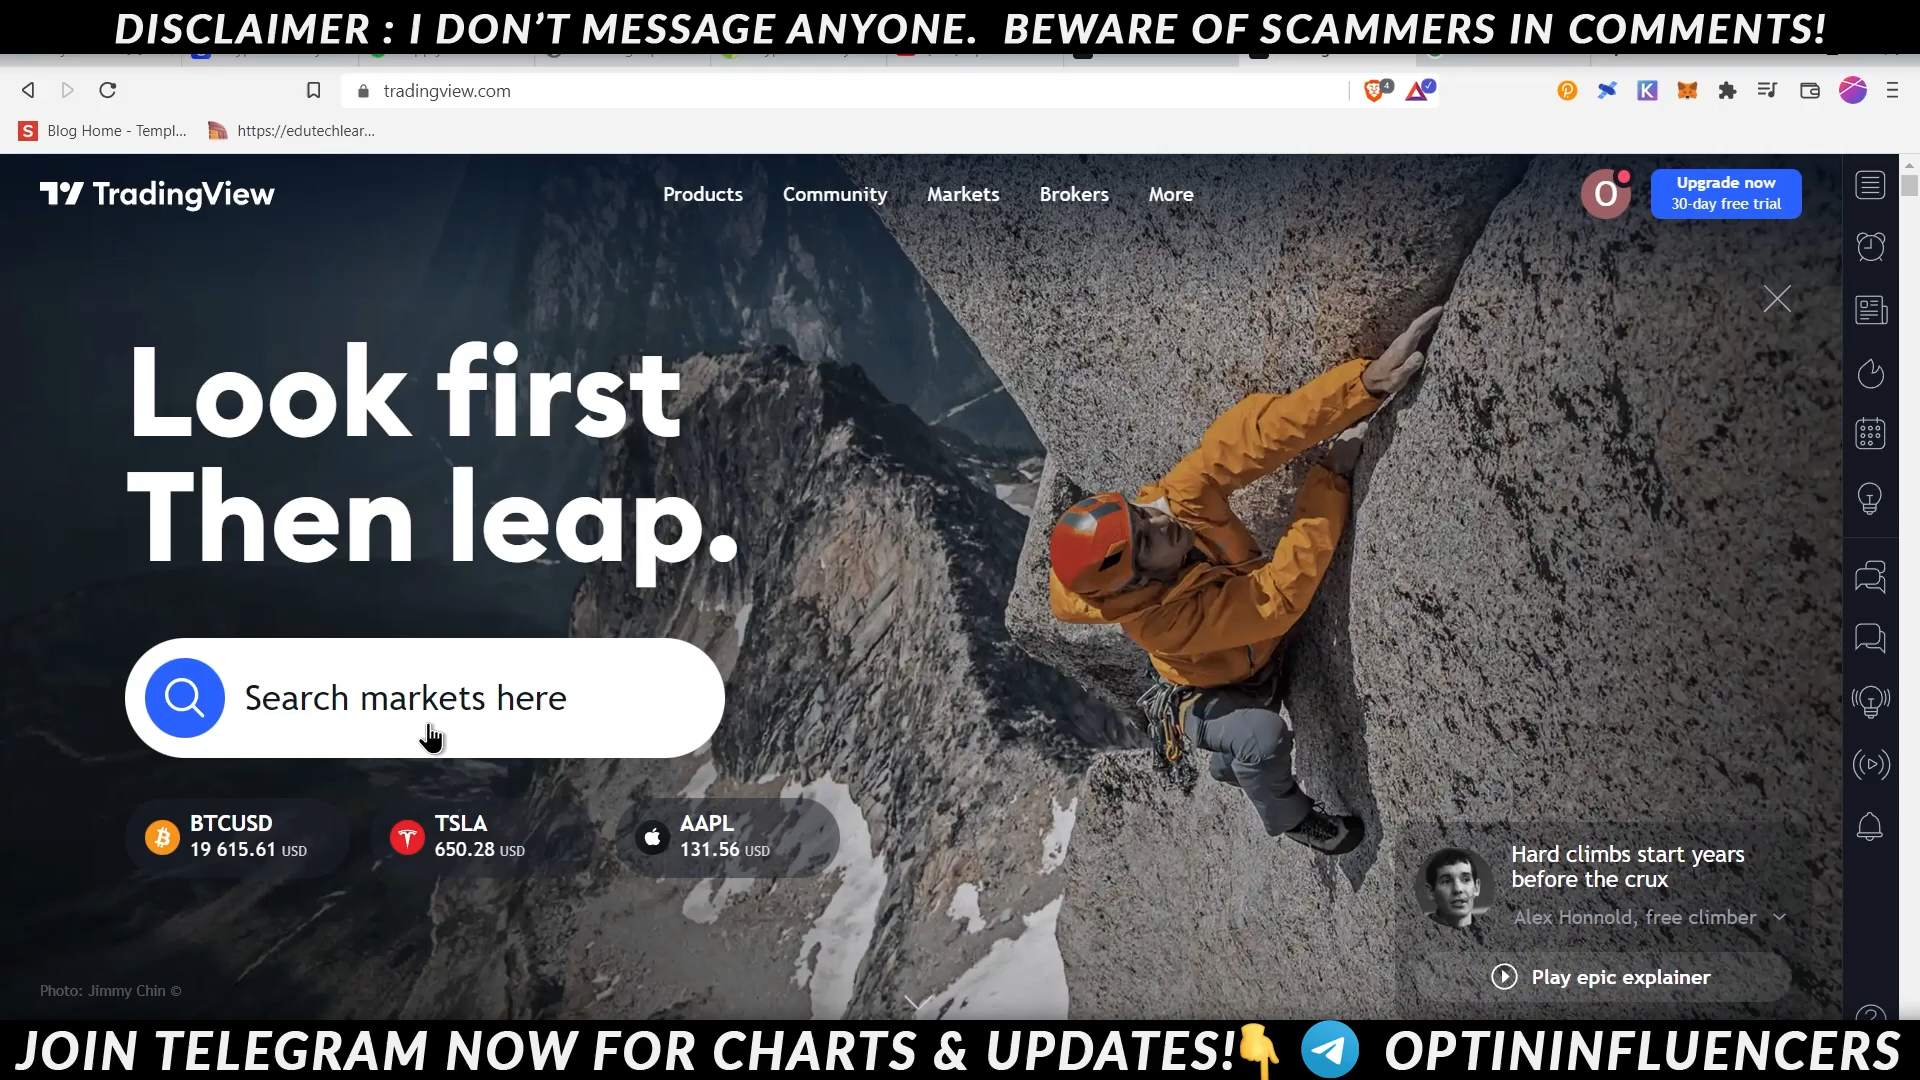 DISCLAIMER : I DON'T MESSAGE ANYONE. BEWARE OF SCAMMERS IN COMMENTS!
tradingview.com
4
K
S Blog Home - Templ...
https://edutechlear...
TradingView
Products
Community
Markets
Brokers
More
O
Upgrade now
30-day free trial
Look first
Then leap.
Search markets here
BTCUSD
19 615.61 USD
TSLA
650.28 USD
AAPL
131.56 USD
Hard climbs start years
before the crux
Alex Honnold, free climber
Play epic explainer
Photo: Jimmy Chin ©
JOIN TELEGRAM NOW FOR CHARTS & UPDATES!👇 OPTININFLUENCERS